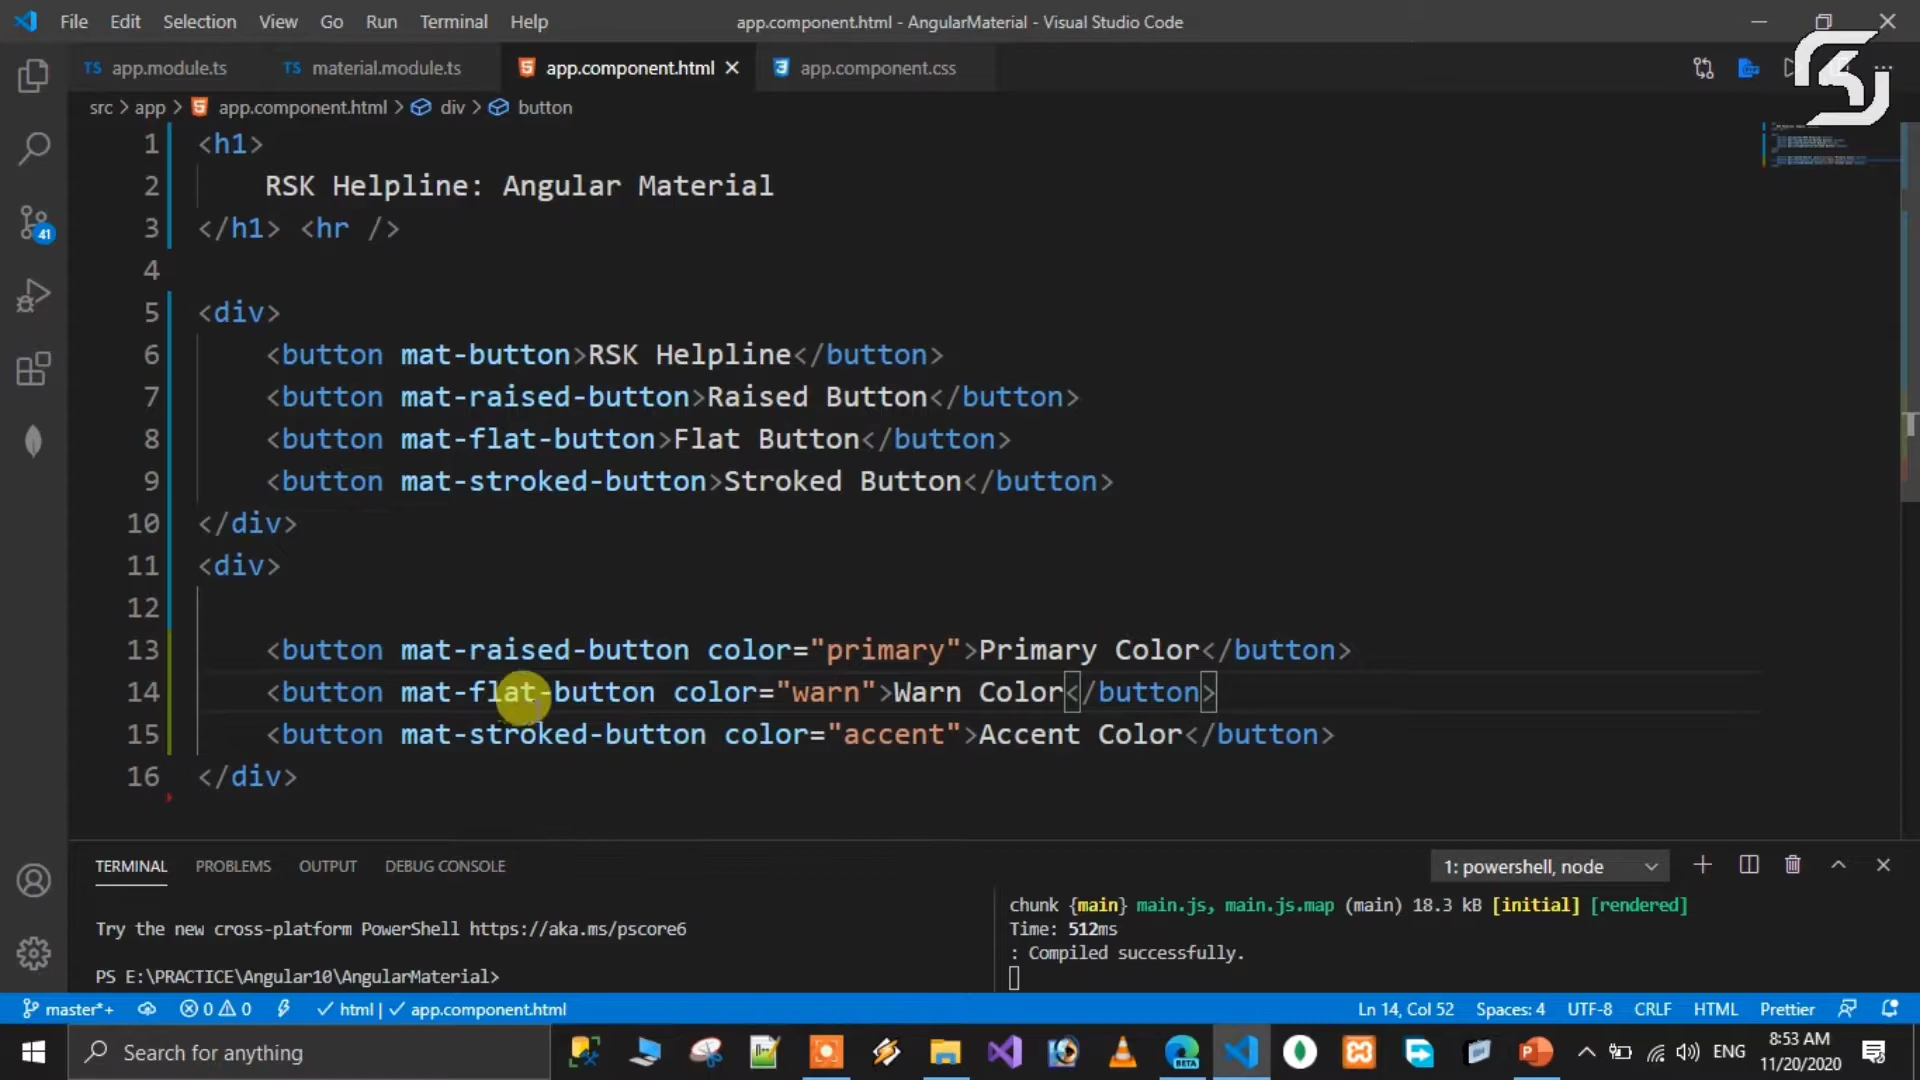 File Edit Selection View Go Run Terminal Help app.component.html - AngularMaterial - Visual Studio Code
TS app.module.ts TS material.module.ts app.component.html app.component.css
src > app > app.component.html > div > button
1 <h1>
2 RSK Helpline: Angular Material
3 </h1> <hr />
4
5 <div>
6 <button mat-button>RSK Helpline</button>
7 <button mat-raised-button>Raised Button</button>
8 <button mat-flat-button>Flat Button</button>
9 <button mat-stroked-button>Stroked Button</button>
10 </div>
11 <div>
12
13 <button mat-raised-button color="primary">Primary Color</button>
14 <button mat-flat-button color="warn">Warn Color</button>
15 <button mat-stroked-button color="accent">Accent Color</button>
16 </div>
41
TERMINAL PROBLEMS OUTPUT DEBUG CONSOLE 1: powershell, node
Try the new cross-platform PowerShell https://aka.ms/pscore6
PS E:\PRACTICE\Angular10\AngularMaterial>
chunk {main} main.js, main.js.map (main) 18.3 kB [initial] [rendered]
Time: 512ms
: Compiled successfully.
master*+ 0 0 html | app.component.html Ln 14, Col 52 Spaces: 4 UTF-8 CRLF HTML Prettier
Search for anything BETA ENG 8:53 AM
11/20/2020